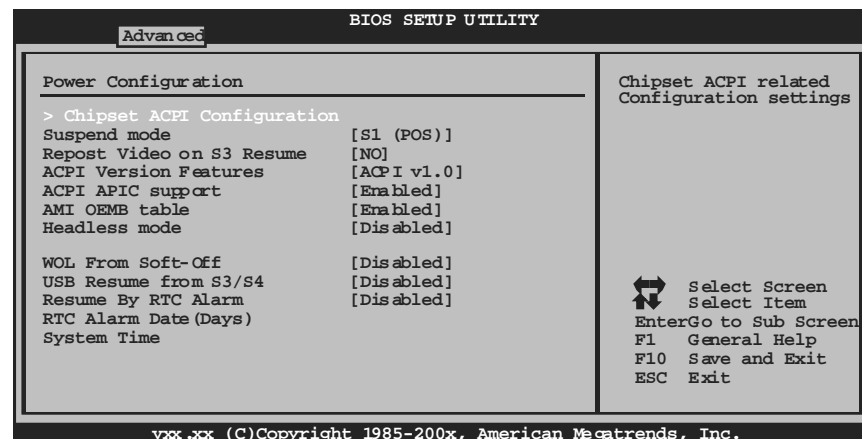 BIOS SETUP UTILITY
Advanced
Power Configuration
> Chipset ACPI Configuration
Suspend mode [S1 (POS)]
Repost Video on S3 Resume [NO]
ACPI Version Features [ACPI v1.0]
ACPI APIC support [Enabled]
AMI OEMB table [Enabled]
Headless mode [Disabled]
WOL From Soft-Off [Disabled]
USB Resume from S3/S4 [Disabled]
Resume By RTC Alarm [Disabled]
RTC Alarm Date(Days)
System Time
Chipset ACPI related
Configuration settings
Select Screen
Select Item
EnterGo to Sub Screen
F1 General Help
F10 Save and Exit
ESC Exit
vxx.xx (C)Copyright 1985-200x, American Megatrends, Inc.